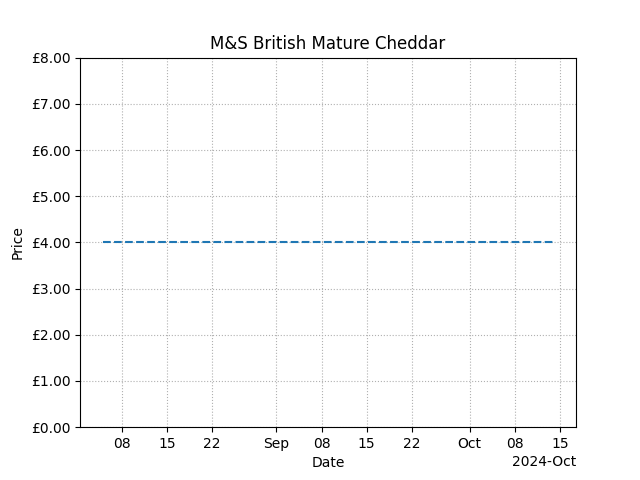 M&S British Mature Cheddar
£8.00
£7.00
£6.00
£5.00
£4.00
£3.00
£2.00
£1.00
£0.00
Price
08 15 22 Sep 08 15 22 Oct 08 15
Date
2024-Oct